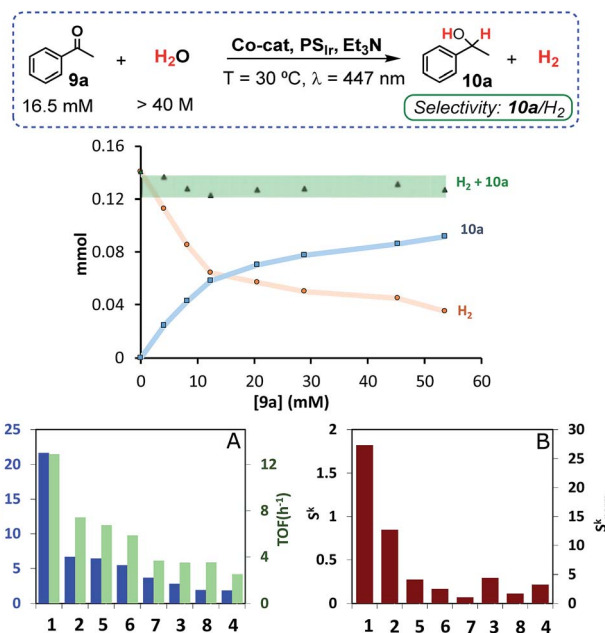 O
9a
16.5 mM
+
H₂O
> 40 M
Co-cat, PS_Ir, Et₃N
T = 30 ºC, λ = 447 nm
HO H
10a
+ H₂
Selectivity: 10a/H₂
mmol
0.16
0.12
0.08
0.04
0
H₂ + 10a
10a
H₂
0 10 20 30 40 50 60
[9a] (mM)
A
25
20
15
10
5
0
TOF(h⁻¹)
12
8
4
0
1 2 5 6 7 3 8 4
B
Sᵏ
2
1.5
1
0.5
0
30
25
20
15
10
5
0
Sᵏ
1 2 5 6 7 3 8 4